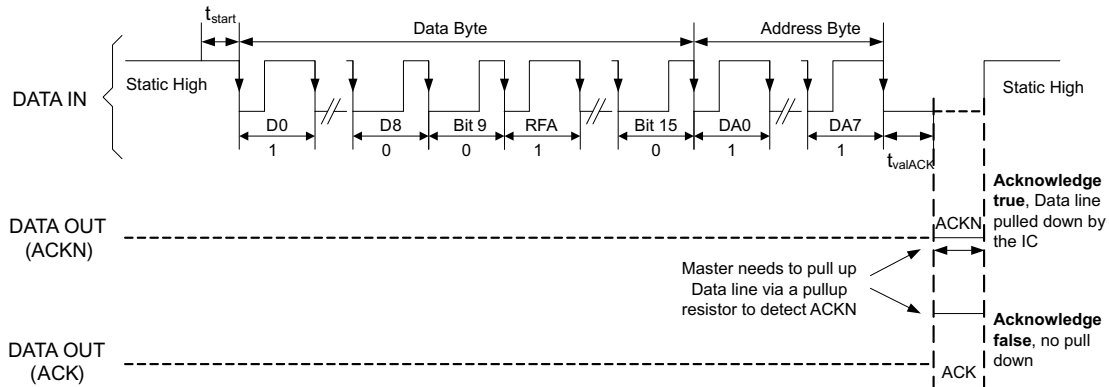 tstart
Data Byte
Address Byte
Static High
Static High
DATA IN
D0
D8
Bit 9
RFA
Bit 15
DA0
DA7
1
0
0
1
0
1
1
tvalACK
Acknowledge
true, Data line
pulled down by
the IC
DATA OUT
(ACKN)
ACKN
Master needs to pull up
Data line via a pullup
resistor to detect ACKN
Acknowledge
false, no pull
down
DATA OUT
(ACK)
ACK